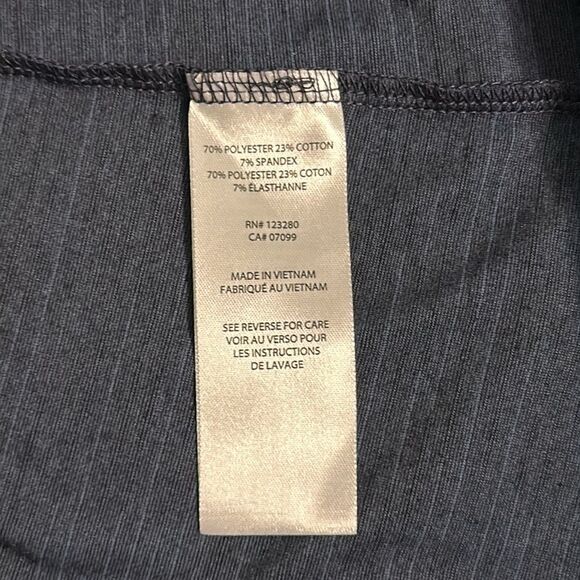 70% POLYESTER 23% COTTON
7% SPANDEX
70% POLYESTER 23% COTON
7% ÉLASTHANNE
RN# 123280
CA# 07099
MADE IN VIETNAM
FABRIQUÉ AU VIETNAM
SEE REVERSE FOR CARE
VOIR AU VERSO POUR
LES INSTRUCTIONS
DE LAVAGE